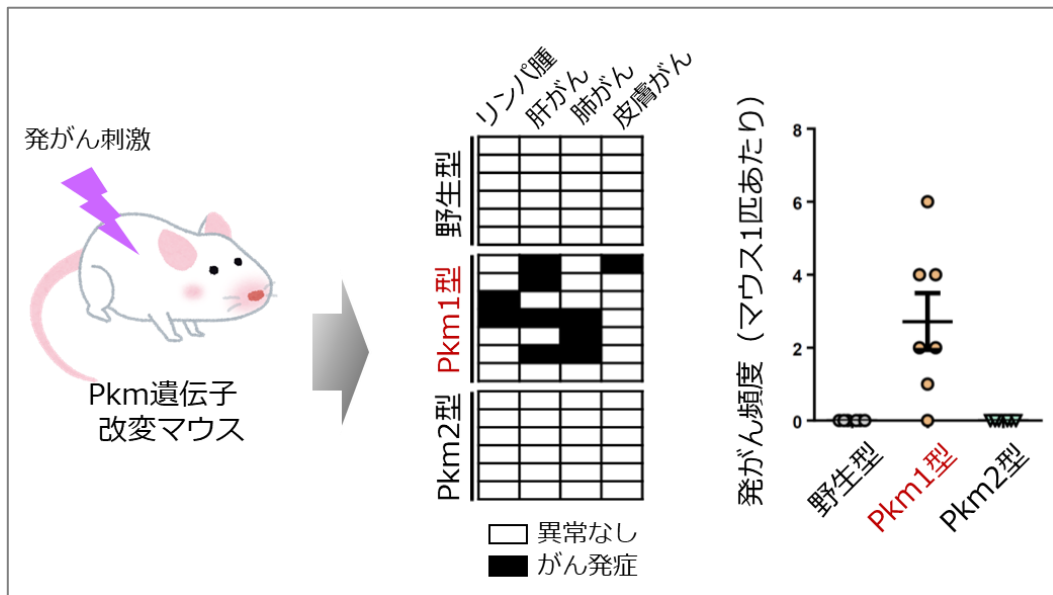 発がん刺激
Pkm遺伝子
改変マウス
リンパ腫
肝がん
肺がん
皮膚がん
野生型
Pkm1型
Pkm2型
異常なし
がん発症
発がん頻度（マウス1匹あたり）
8
6
4
2
0
野生型
Pkm1型
Pkm2型